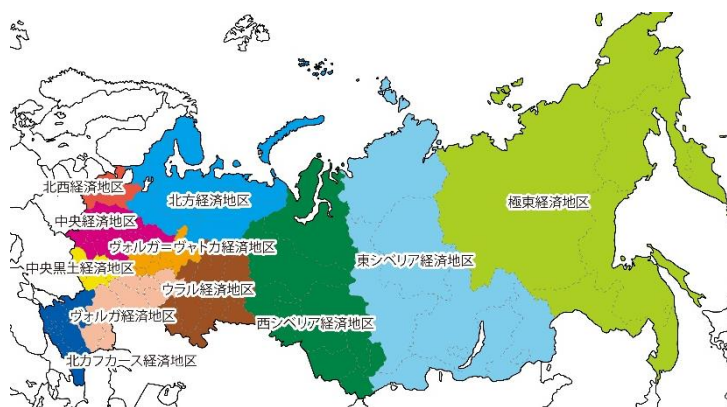 北西経済地区
北方経済地区
極東経済地区
中央経済地区
ヴォルガ＝ヴャトカ経済地区
中央黒土経済地区
東シベリア経済地区
ウラル経済地区
ヴォルガ経済地区
西シベリア経済地区
北カフカース経済地区